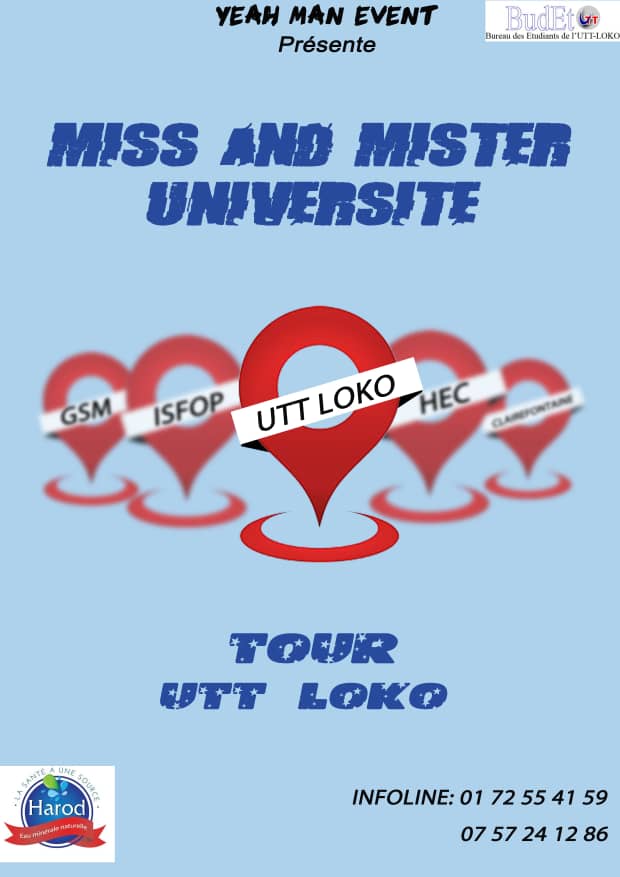 YEAH MAN EVENT
Présente
BudEt UTT
Bureau des Etudiants de l'UTT-LOKO
MISS AND MISTER
UNIVERSITE
GSM
ISFOP
UTT LOKO
HEC
CLAIREFONTAINE
TOUR
UTT LOKO
LA SANTE A UNE SOURCE
Harod
Eau minérale naturelle
INFOLINE: 01 72 55 41 59
07 57 24 12 86